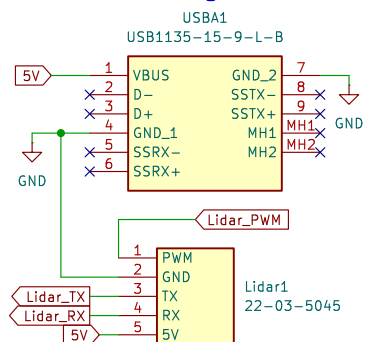 USBA1
USB1135-15-9-L-B
5V 1 VBUS GND_2 7
2 D- SSTX- 8
3 D+ SSTX+ 9 GND
4 GND_1 MH1 MH1
5 SSRX- MH2 MH2
GND 6 SSRX+
Lidar_PWM
1 PWM
2 GND
Lidar_TX 3 TX Lidar1
Lidar_RX 4 RX 22-03-5045
5V 5 5V